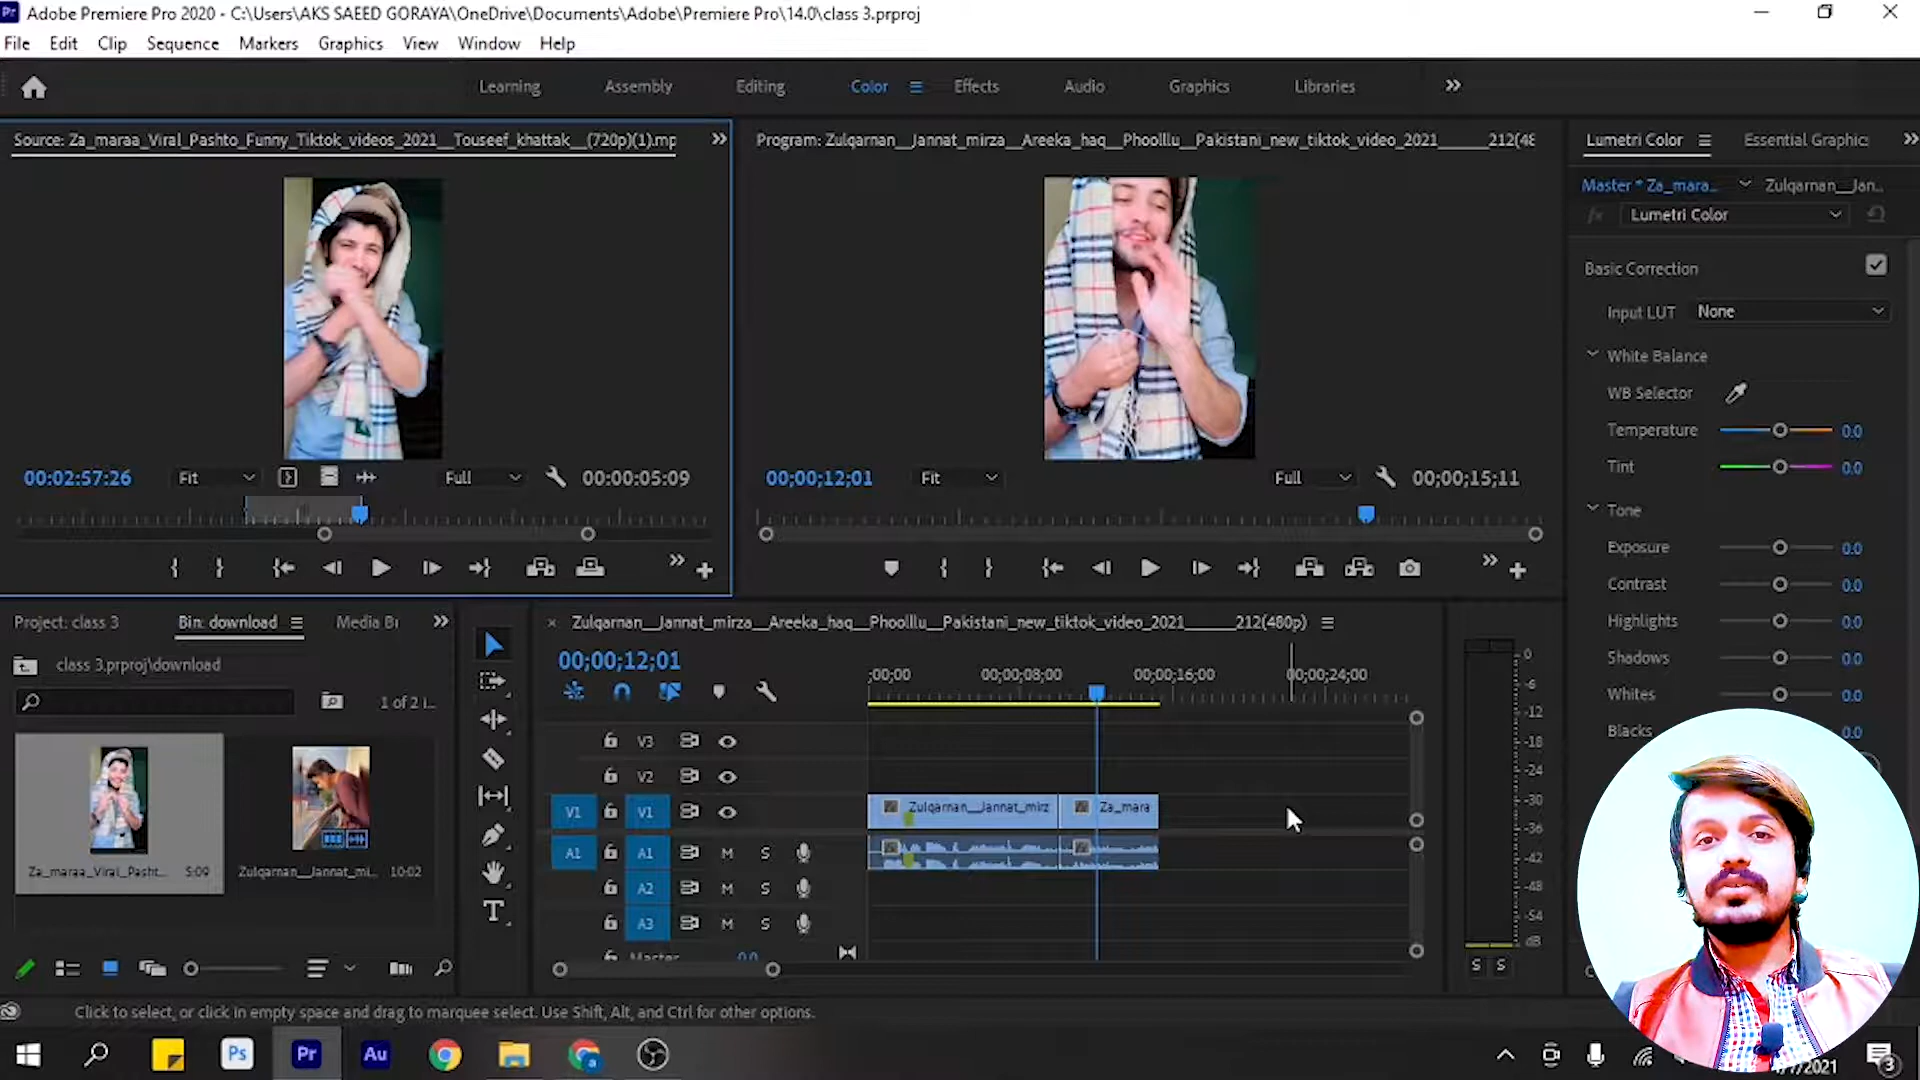 Pr Adobe Premiere Pro 2020 - C:\Users\AKS SAEED GORAYA\OneDrive\Documents\Adobe\Premiere Pro\14.0\class 3.prproj
File Edit Clip Sequence Markers Graphics View Window Help
Learning Assembly Editing Color Effects Audio Graphics Libraries
Source: Za_maraa_Viral_Pashto_Funny_Tiktok_videos_2021__Touseef_khattak__(720p)(1).mp
Program: Zulqarnan__Jannat_mirza__Areeka_haq__Phoolllu__Pakistani_new_tiktok_video_2021______212(48
Lumetri Color Essential Graphics
Master * Za_mara... Zulqarnan__Jan...
fx Lumetri Color
Basic Correction
Input LUT None
White Balance
WB Selector
Temperature 0.0
Tint 0.0
Tone
Exposure 0.0
Contrast 0.0
Highlights 0.0
Shadows 0.0
Whites 0.0
Blacks 0.0
00:02:57:26 Fit Full 00:00:05:09
00;00;12;01 Fit Full 00;00;15;11
Project: class 3 Bin: download Media Br
class 3.prproj\download
1 of 2 i...
Za_maraa_Viral_Pasht... 5:09
Zulqarnan__Jannat_mi... 10:02
× Zulqarnan__Jannat_mirza__Areeka_haq__Phoolllu__Pakistani_new_tiktok_video_2021______212(480p)
00;00;12;01
;00;00 00;00;08;00 00;00;16;00 00;00;24;00
V3
V2
V1 V1 Zulqarnan__Jannat_mirz Za_mara
A1 A1 M S
A2 M S
A3 M S
Master 0.0
0
-6
-12
-18
-24
-30
-36
-42
-48
-54
dB
S S
Click to select, or click in empty space and drag to marquee select. Use Shift, Alt, and Ctrl for other options.
Ps Pr Au a
3